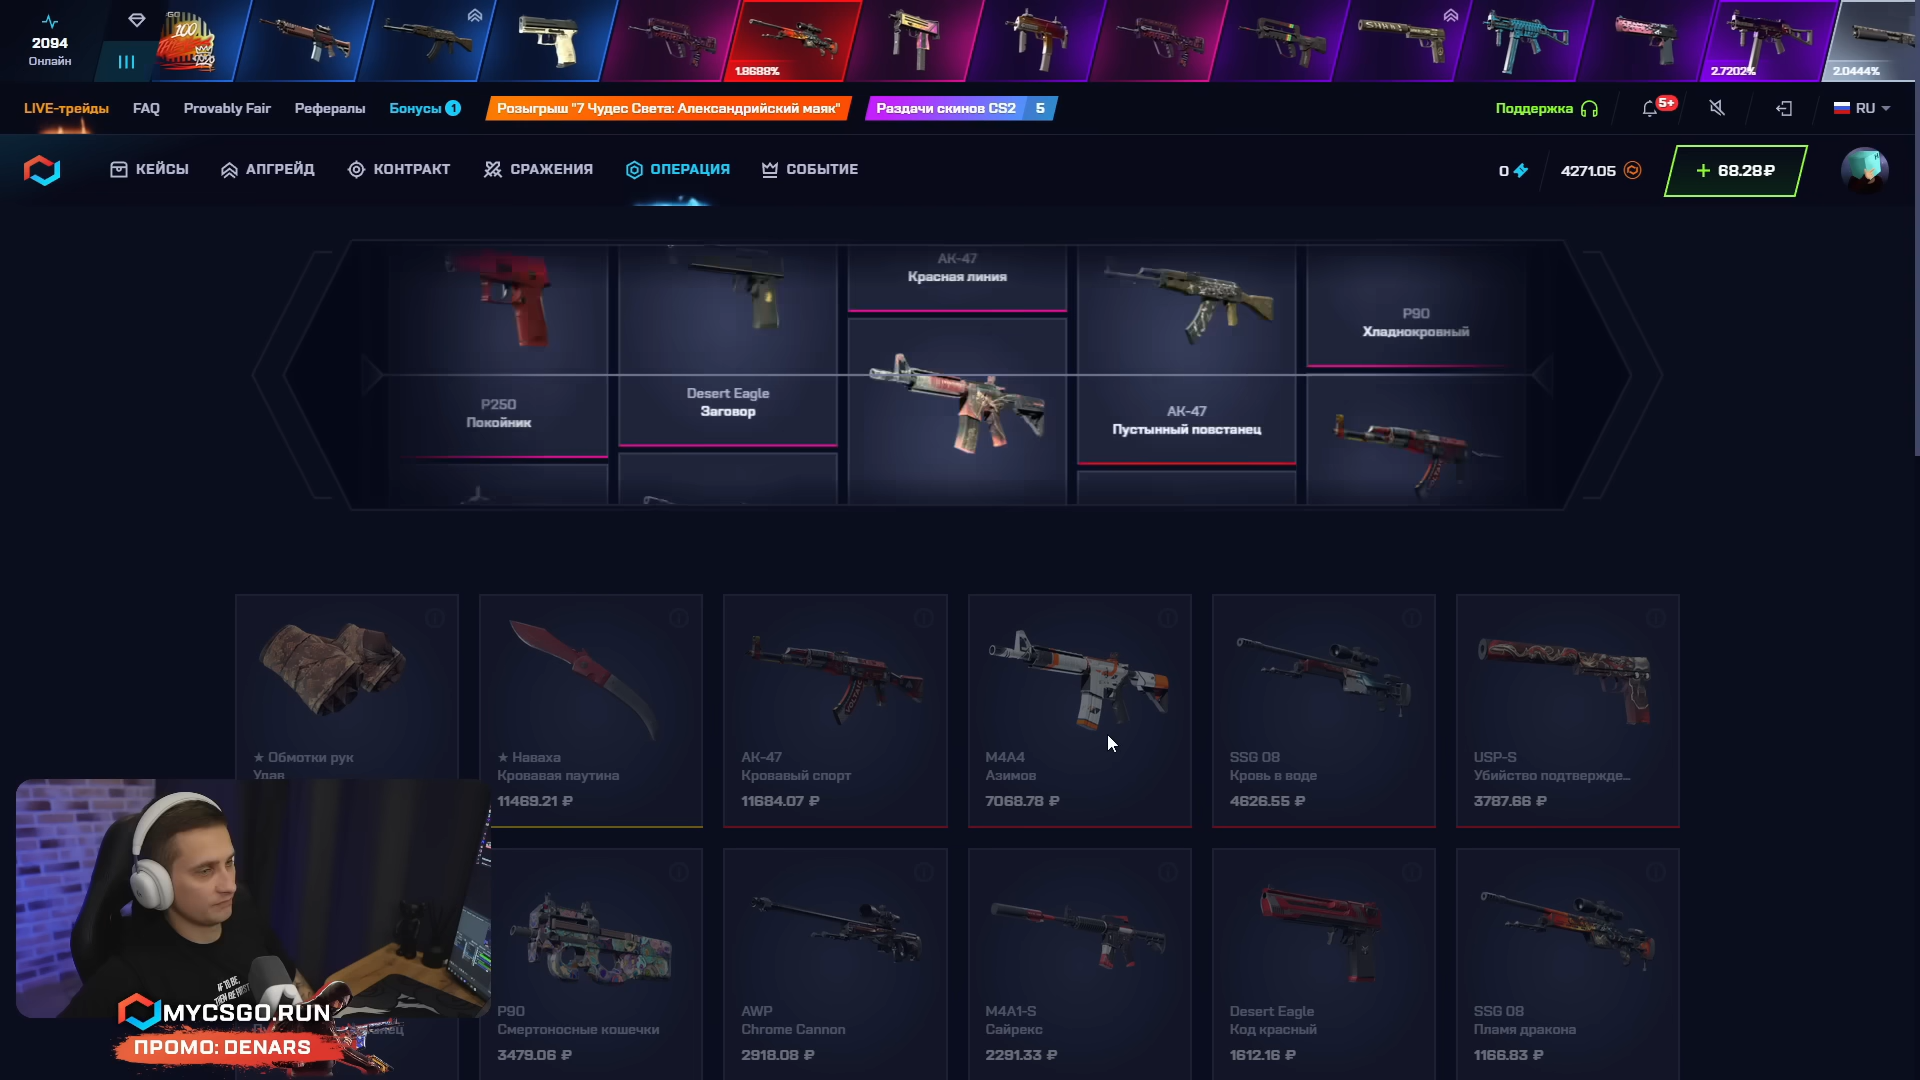 2094
Онлайн
100
1.8688%
2.7202%
2.0444%
LIVE-трейды
FAQ
Provably Fair
Рефералы
Бонусы 1
Розыгрыш "7 Чудес Света: Александрийский маяк"
Раздачи скинов CS2 5
Поддержка
5+
RU
КЕЙСЫ
АПГРЕЙД
КОНТРАКТ
СРАЖЕНИЯ
ОПЕРАЦИЯ
СОБЫТИЕ
0
4271.05
+ 68.28₽
P250
Покойник
Desert Eagle
Заговор
AK-47
Красная линия
AK-47
Пустынный повстанец
P90
Хладнокровный
★ Обмотки рук
Удав
★ Наваха
Кровавая паутина
11469.21 ₽
AK-47
Кровавый спорт
11684.07 ₽
M4A4
Азимов
7068.78 ₽
SSG 08
Кровь в воде
4626.55 ₽
USP-S
Убийство подтвержде...
3787.66 ₽
P90
Смертоносные кошечки
3479.06 ₽
AWP
Chrome Cannon
2918.08 ₽
M4A1-S
Сайрекс
2291.33 ₽
Desert Eagle
Код красный
1612.16 ₽
SSG 08
Пламя дракона
1166.83 ₽
MYCSGO.RUN
ПРОМО: DENARS